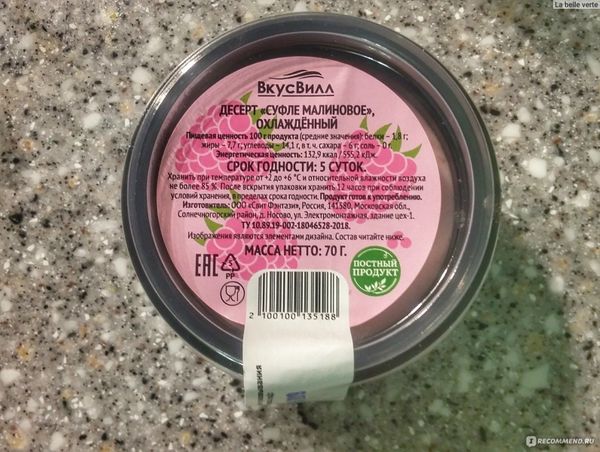 La belle verte
ВкусВилл
ДЕСЕРТ «СУФЛЕ МАЛИНОВОЕ»,
ОХЛАЖДЁННЫЙ
Пищевая ценность 100 г продукта (средние значения): белки – 1,8 г;
жиры – 7,7 г; углеводы – 14,1 г, в т. ч. сахара – 6 г; соль – 0 г.
Энергетическая ценность: 132,9 ккал / 555,2 кДж.
СРОК ГОДНОСТИ: 5 СУТОК.
Хранить при температуре от +2 до +6 °С и относительной влажности воздуха
не более 85 %. После вскрытия упаковки хранить 12 часов при соблюдении
условий хранения, в пределах срока годности. Продукт готов к употреблению.
Изготовитель: ООО «Свит Фэнтази», Россия, 141580, Московская обл.,
Солнечногорский район, д. Носово, ул. Электромонтажная, здание цех-1.
ТУ 10.89.19-002-18046528-2018.
Изображения являются элементами дизайна. Состав читайте ниже.
МАССА НЕТТО: 70 Г.
ЕАС
5
PP
ПОСТНЫЙ
ПРОДУКТ
2 100100 135188
I RECOMMEND.RU